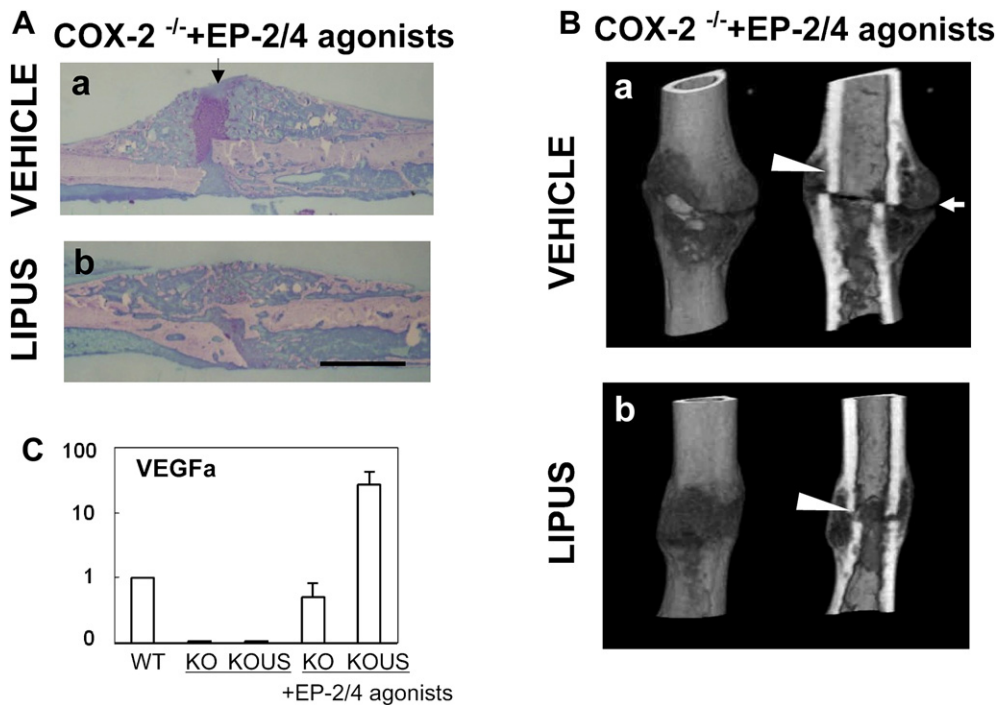 A
COX-2 -/-+EP-2/4 agonists
VEHICLE
a
LIPUS
b
B
COX-2 -/-+EP-2/4 agonists
VEHICLE
a
LIPUS
b
C
VEGFa
100
10
1
0
WT KO KOUS KO KOUS
+EP-2/4 agonists